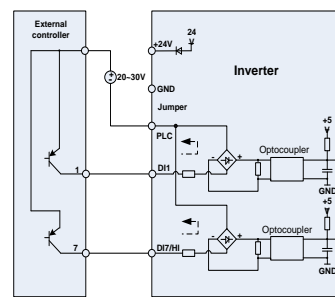 External
controller
24
+24V
20~30V
Inverter
GND
Jumper
PLC
+5
Optocoupler
- +
1
DI1
GND
+5
Optocoupler
- +
7
DI7/HI
GND